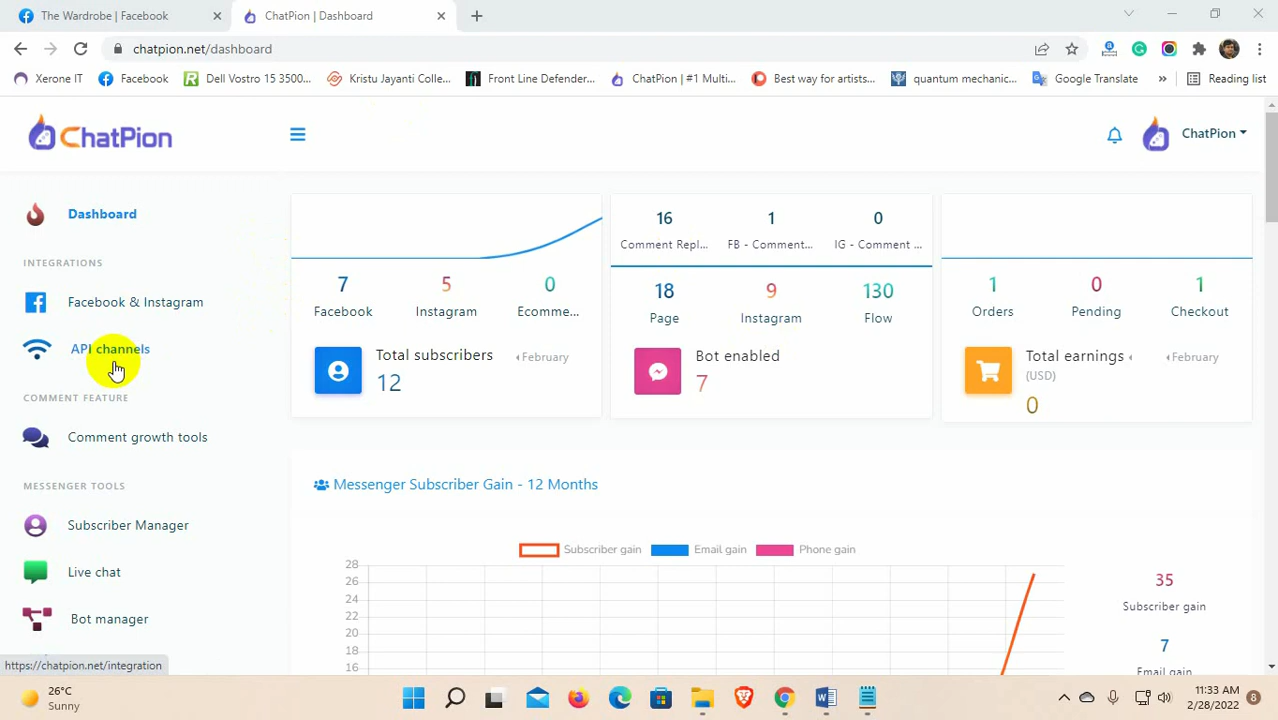 The Wardrobe | Facebook
ChatPion | Dashboard
chatpion.net/dashboard
Xerone IT
Facebook
Dell Vostro 15 3500...
Kristu Jayanti Colle...
Front Line Defender...
ChatPion | #1 Multi...
Best way for artists...
quantum mechanic...
Google Translate
»
Reading list
ChatPion
ChatPion
Dashboard
INTEGRATIONS
Facebook & Instagram
API channels
COMMENT FEATURE
Comment growth tools
MESSENGER TOOLS
Subscriber Manager
Live chat
Bot manager
https://chatpion.net/integration
7
Facebook
5
Instagram
0
Ecomme...
Total subscribers
February
12
16
Comment Repl...
1
FB - Comment...
0
IG - Comment ...
18
Page
9
Instagram
130
Flow
Bot enabled
7
1
Orders
0
Pending
1
Checkout
Total earnings
(USD)
February
0
Messenger Subscriber Gain - 12 Months
Subscriber gain
Email gain
Phone gain
28
26
24
22
20
18
16
35
Subscriber gain
7
Email gain
26°C
Sunny
11:33 AM
2/28/2022
8